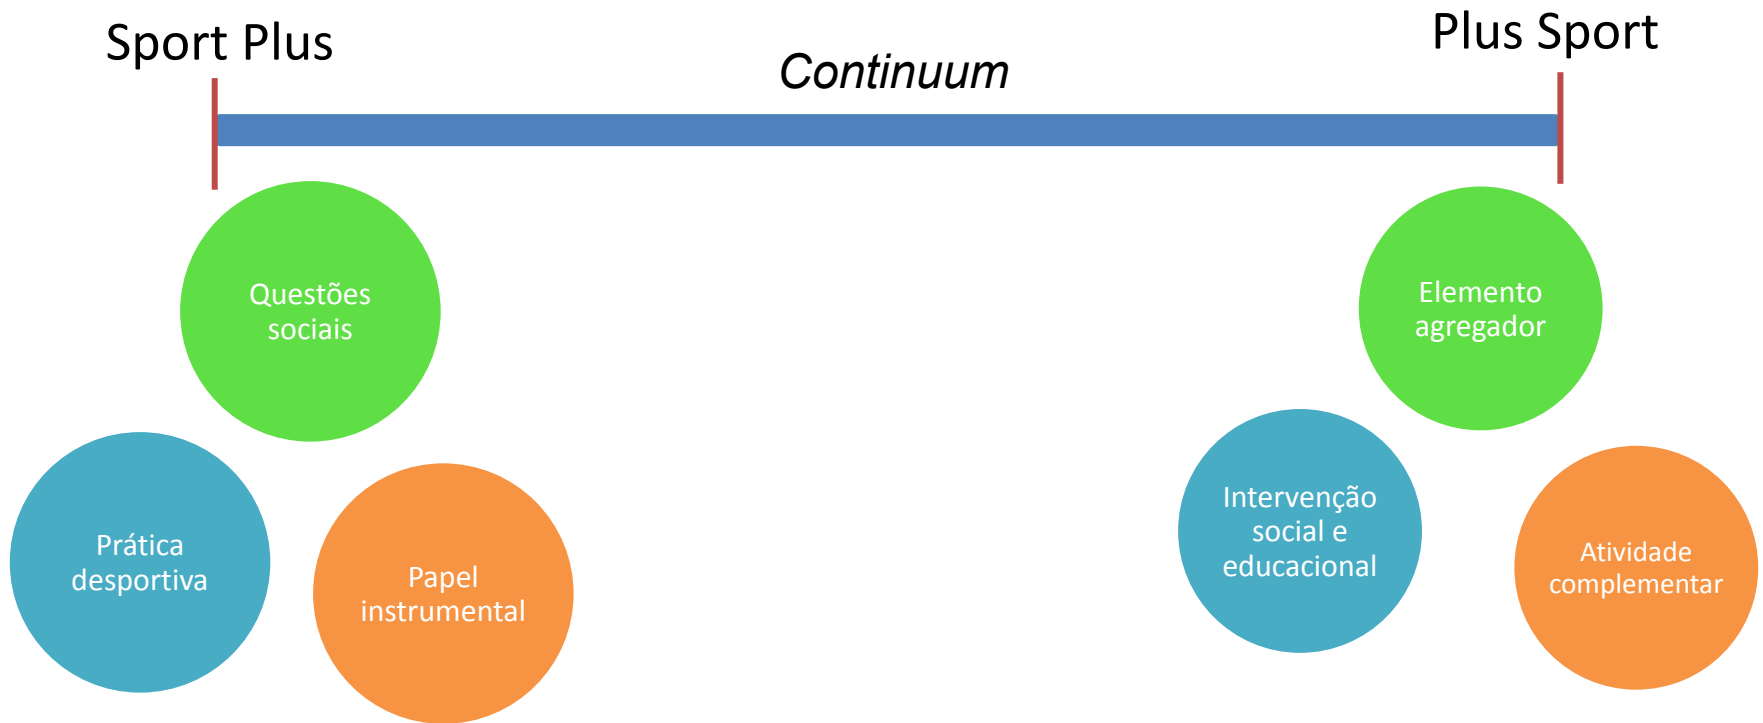 Sport Plus
Continuum
Plus Sport
Questões
sociais
Prática
desportiva
Papel
instrumental
Elemento
agregador
Intervenção
social e
educacional
Atividade
complementar